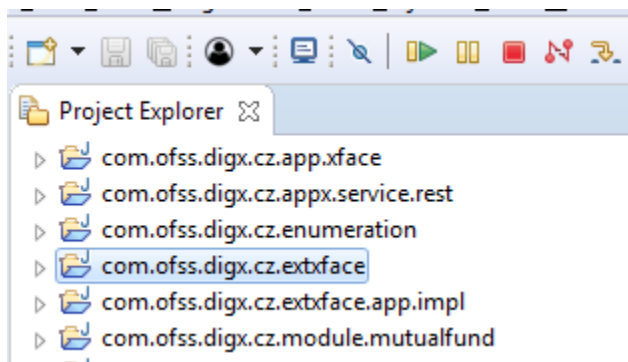 Project Explorer
com.ofss.digx.cz.app.xface
com.ofss.digx.cz.appx.service.rest
com.ofss.digx.cz.enumeration
com.ofss.digx.cz.extxface
com.ofss.digx.cz.extxface.app.impl
com.ofss.digx.cz.module.mutualfund